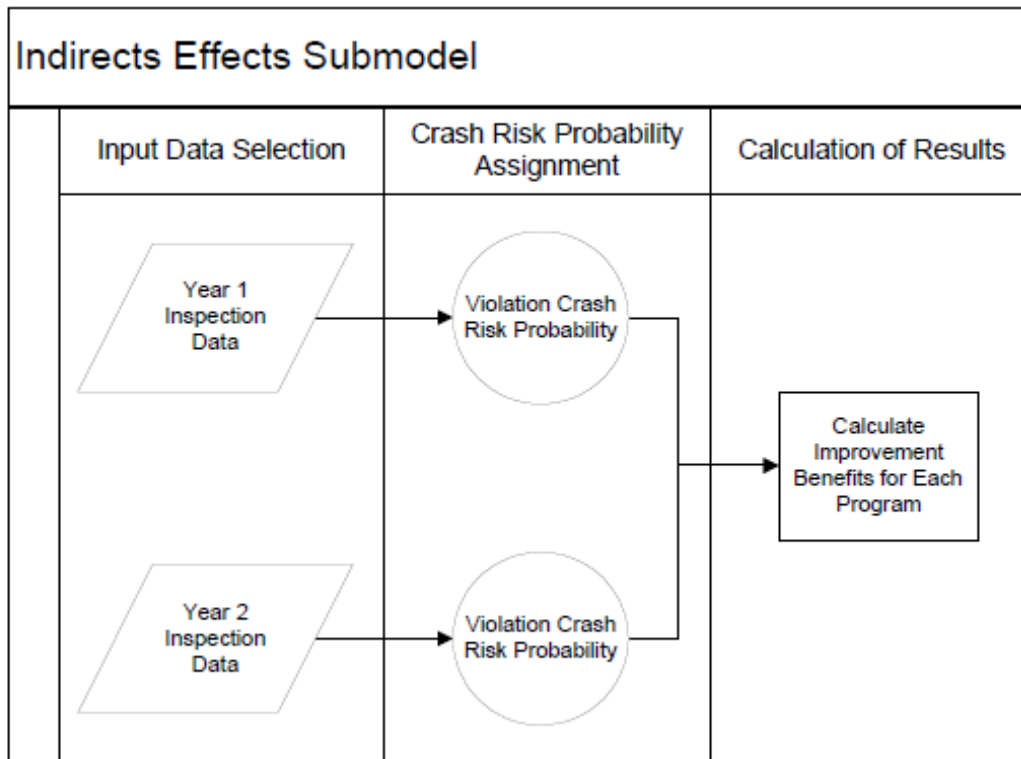 Indirects Effects Submodel
Input Data Selection
Crash Risk Probability
Assignment
Calculation of Results
Year 1
Inspection
Data
Violation Crash
Risk Probability
Calculate
Improvement
Benefits for Each
Program
Year 2
Inspection
Data
Violation Crash
Risk Probability